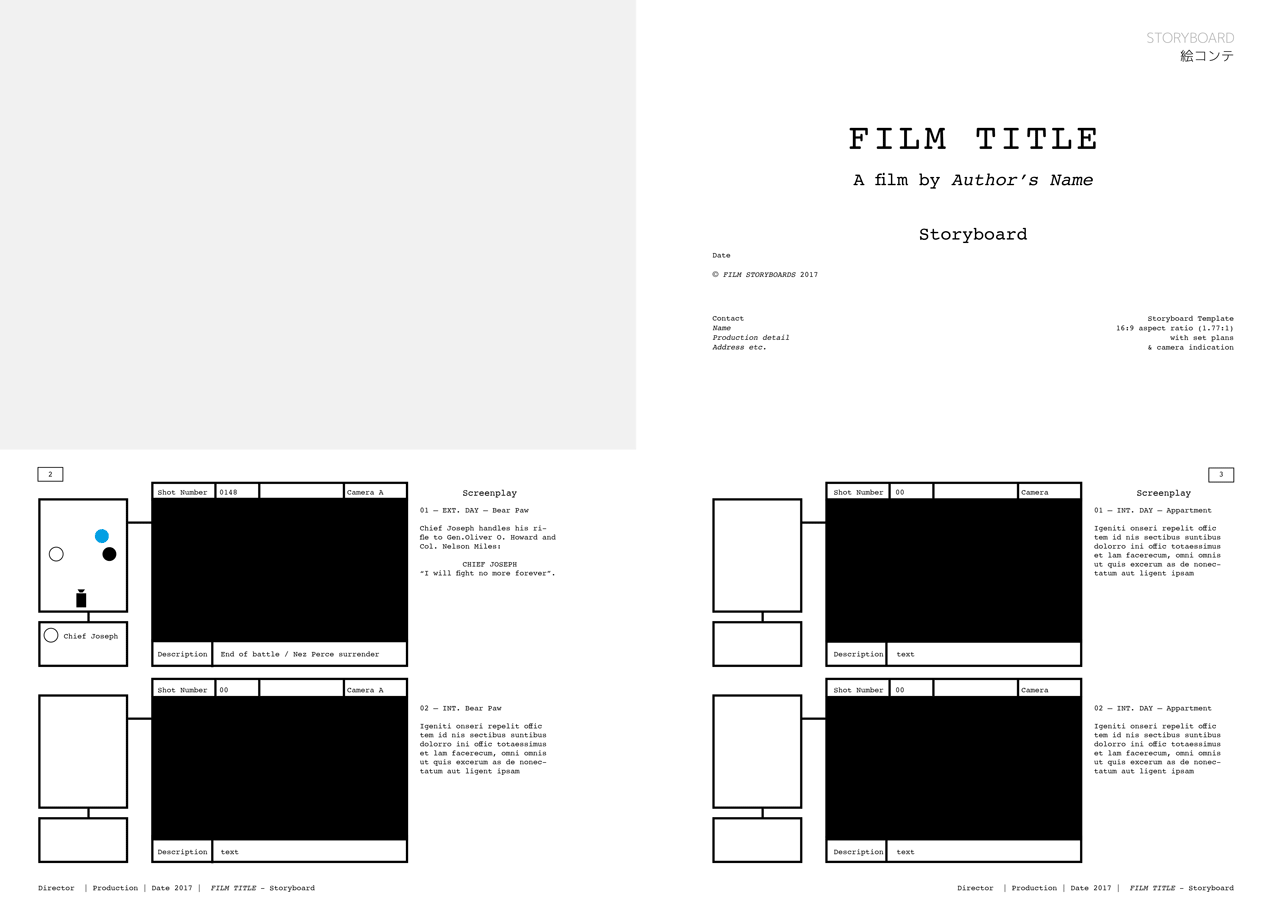 STORYBOARD
絵コンテ
FILM TITLE
A film by Author's Name
Storyboard
Date
© FILM STORYBOARDS 2017
Contact
Name
Production detail
Address etc.
Storyboard Template
16:9 aspect ratio (1.77:1)
with set plans
& camera indication
2
Shot Number 0148 Camera A
Chief Joseph
Description End of battle / Nez Perce surrender
Screenplay
01 — EXT. DAY — Bear Paw
Chief Joseph handles his ri-
fle to Gen.Oliver O. Howard and
Col. Nelson Miles:
CHIEF JOSEPH
"I will fight no more forever".
Shot Number 00 Camera A
Description text
02 — INT. Bear Paw
Igeniti onseri repelit offic
tem id nis sectibus suntibus
dolorro ini offic totaessimus
et lam facerecum, omni omnis
ut quis excerum as de nonec-
tatum aut ligent ipsam
Director | Production | Date 2017 | FILM TITLE - Storyboard
3
Shot Number 00 Camera
Description text
Screenplay
01 — INT. DAY — Appartment
Igeniti onseri repelit offic
tem id nis sectibus suntibus
dolorro ini offic totaessimus
et lam facerecum, omni omnis
ut quis excerum as de nonec-
tatum aut ligent ipsam
Shot Number 00 Camera
Description text
02 — INT. DAY — Appartment
Igeniti onseri repelit offic
tem id nis sectibus suntibus
dolorro ini offic totaessimus
et lam facerecum, omni omnis
ut quis excerum as de nonec-
tatum aut ligent ipsam
Director | Production | Date 2017 | FILM TITLE - Storyboard